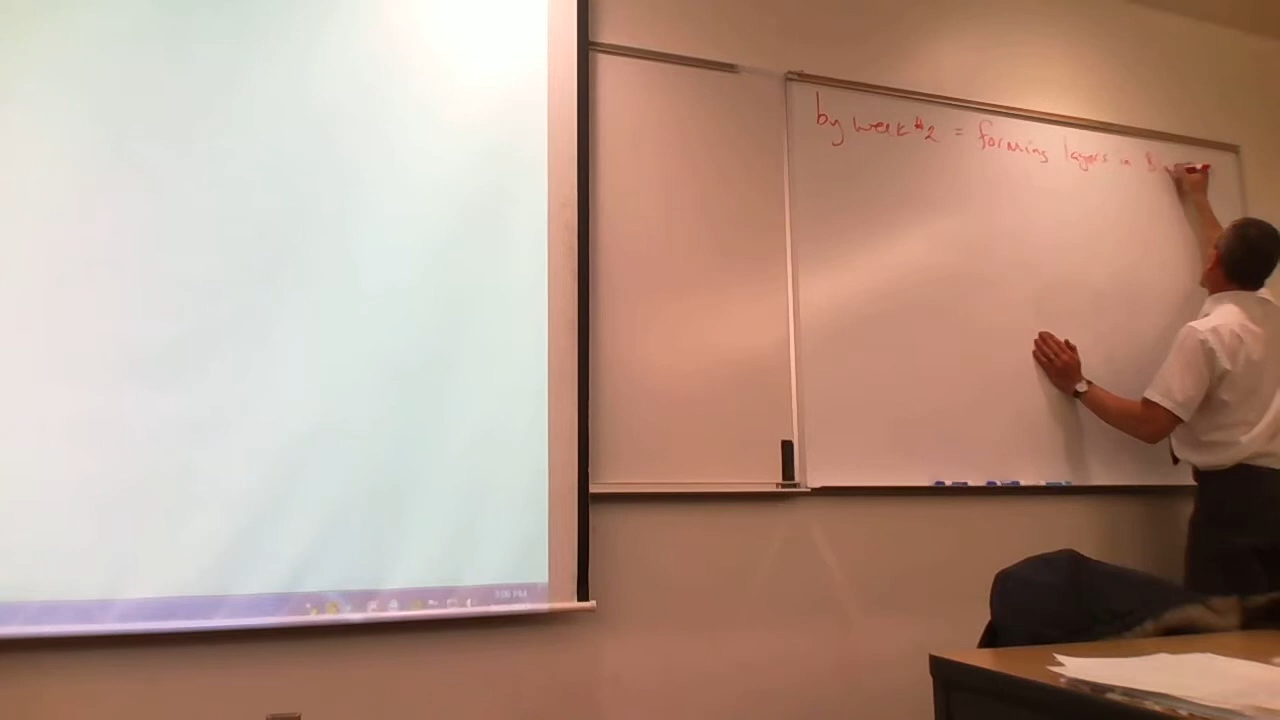 by week #2 = forming layers in